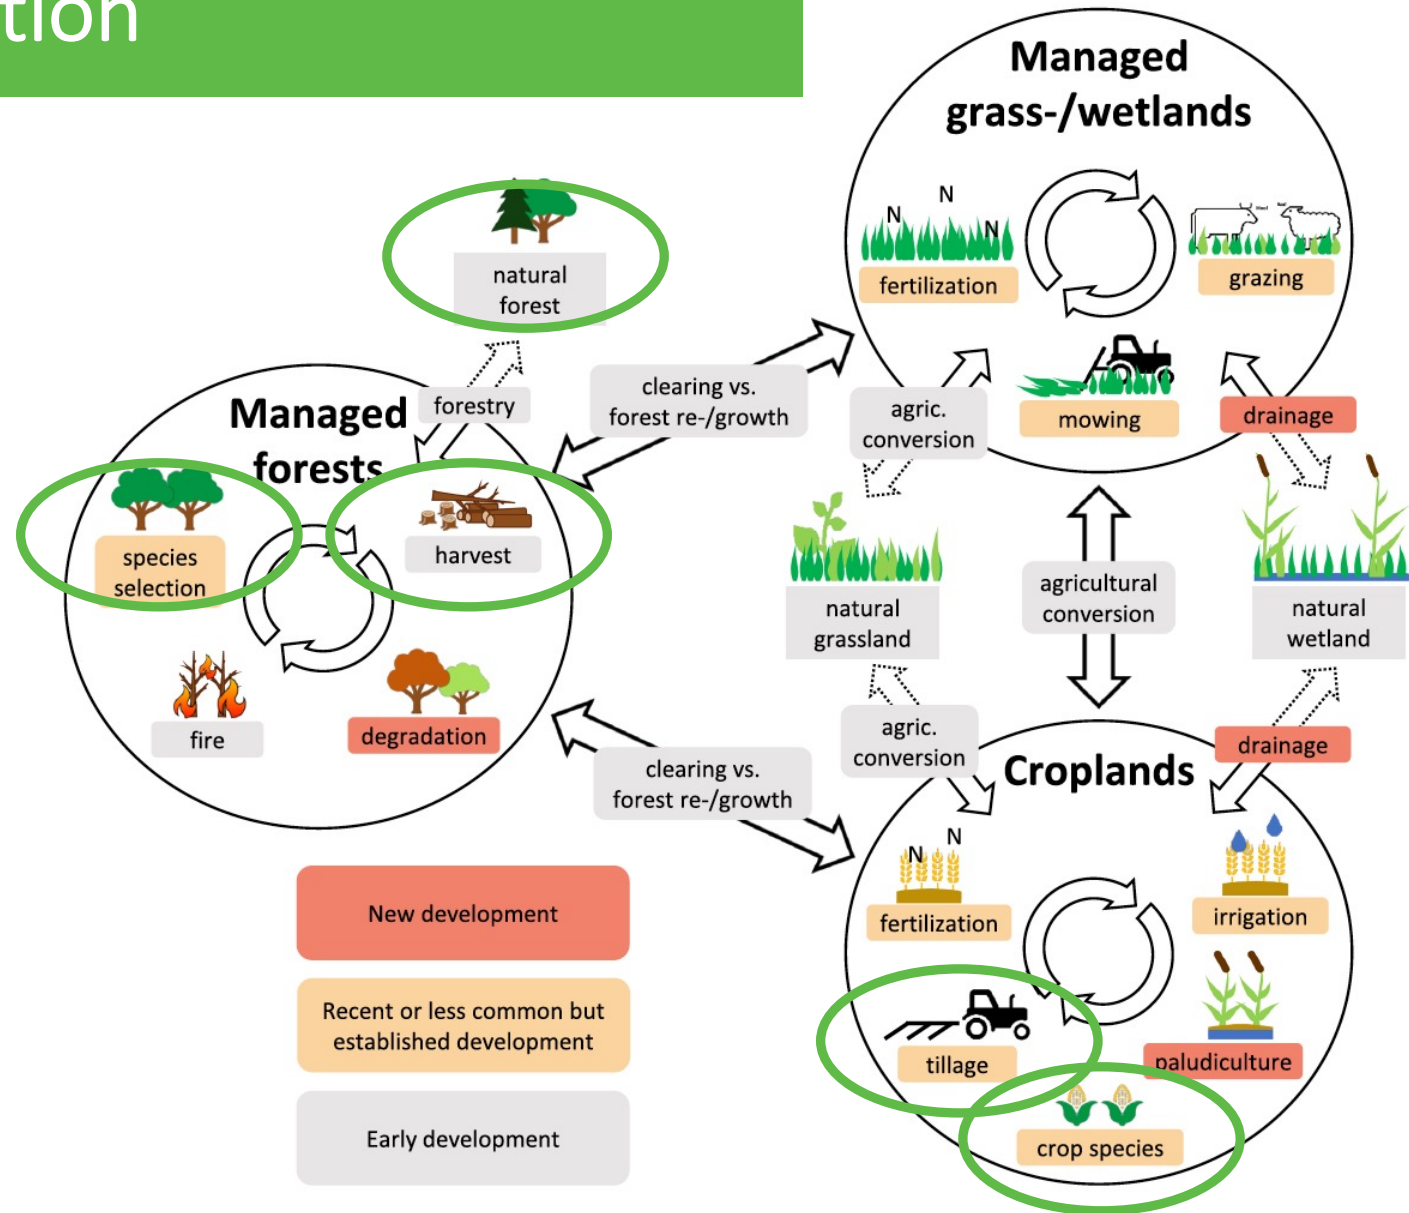 tion
Managed
grass-/wetlands
N
N
N
fertilization
grazing
mowing
natural
forest
forestry
clearing vs.
forest re-/growth
agric.
conversion
drainage
Managed
forests
species
selection
harvest
fire
degradation
natural
grassland
agricultural
conversion
natural
wetland
clearing vs.
forest re-/growth
agric.
conversion
drainage
Croplands
N
N
fertilization
irrigation
tillage
paludiculture
crop species
New development
Recent or less common but
established development
Early development